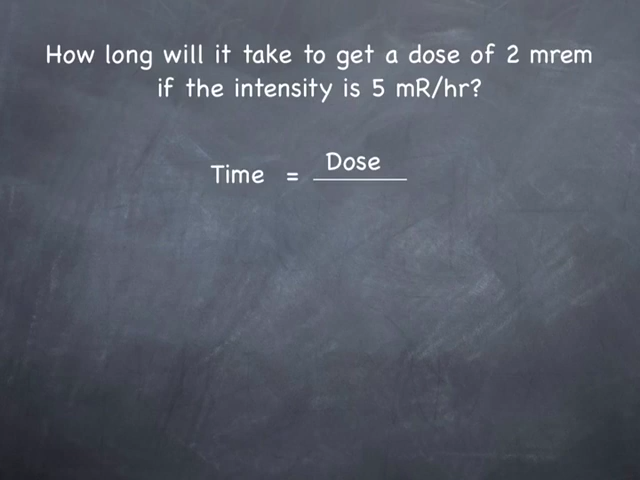 How long will it take to get a dose of 2 mrem
if the intensity is 5 mR/hr?
Time = Dose